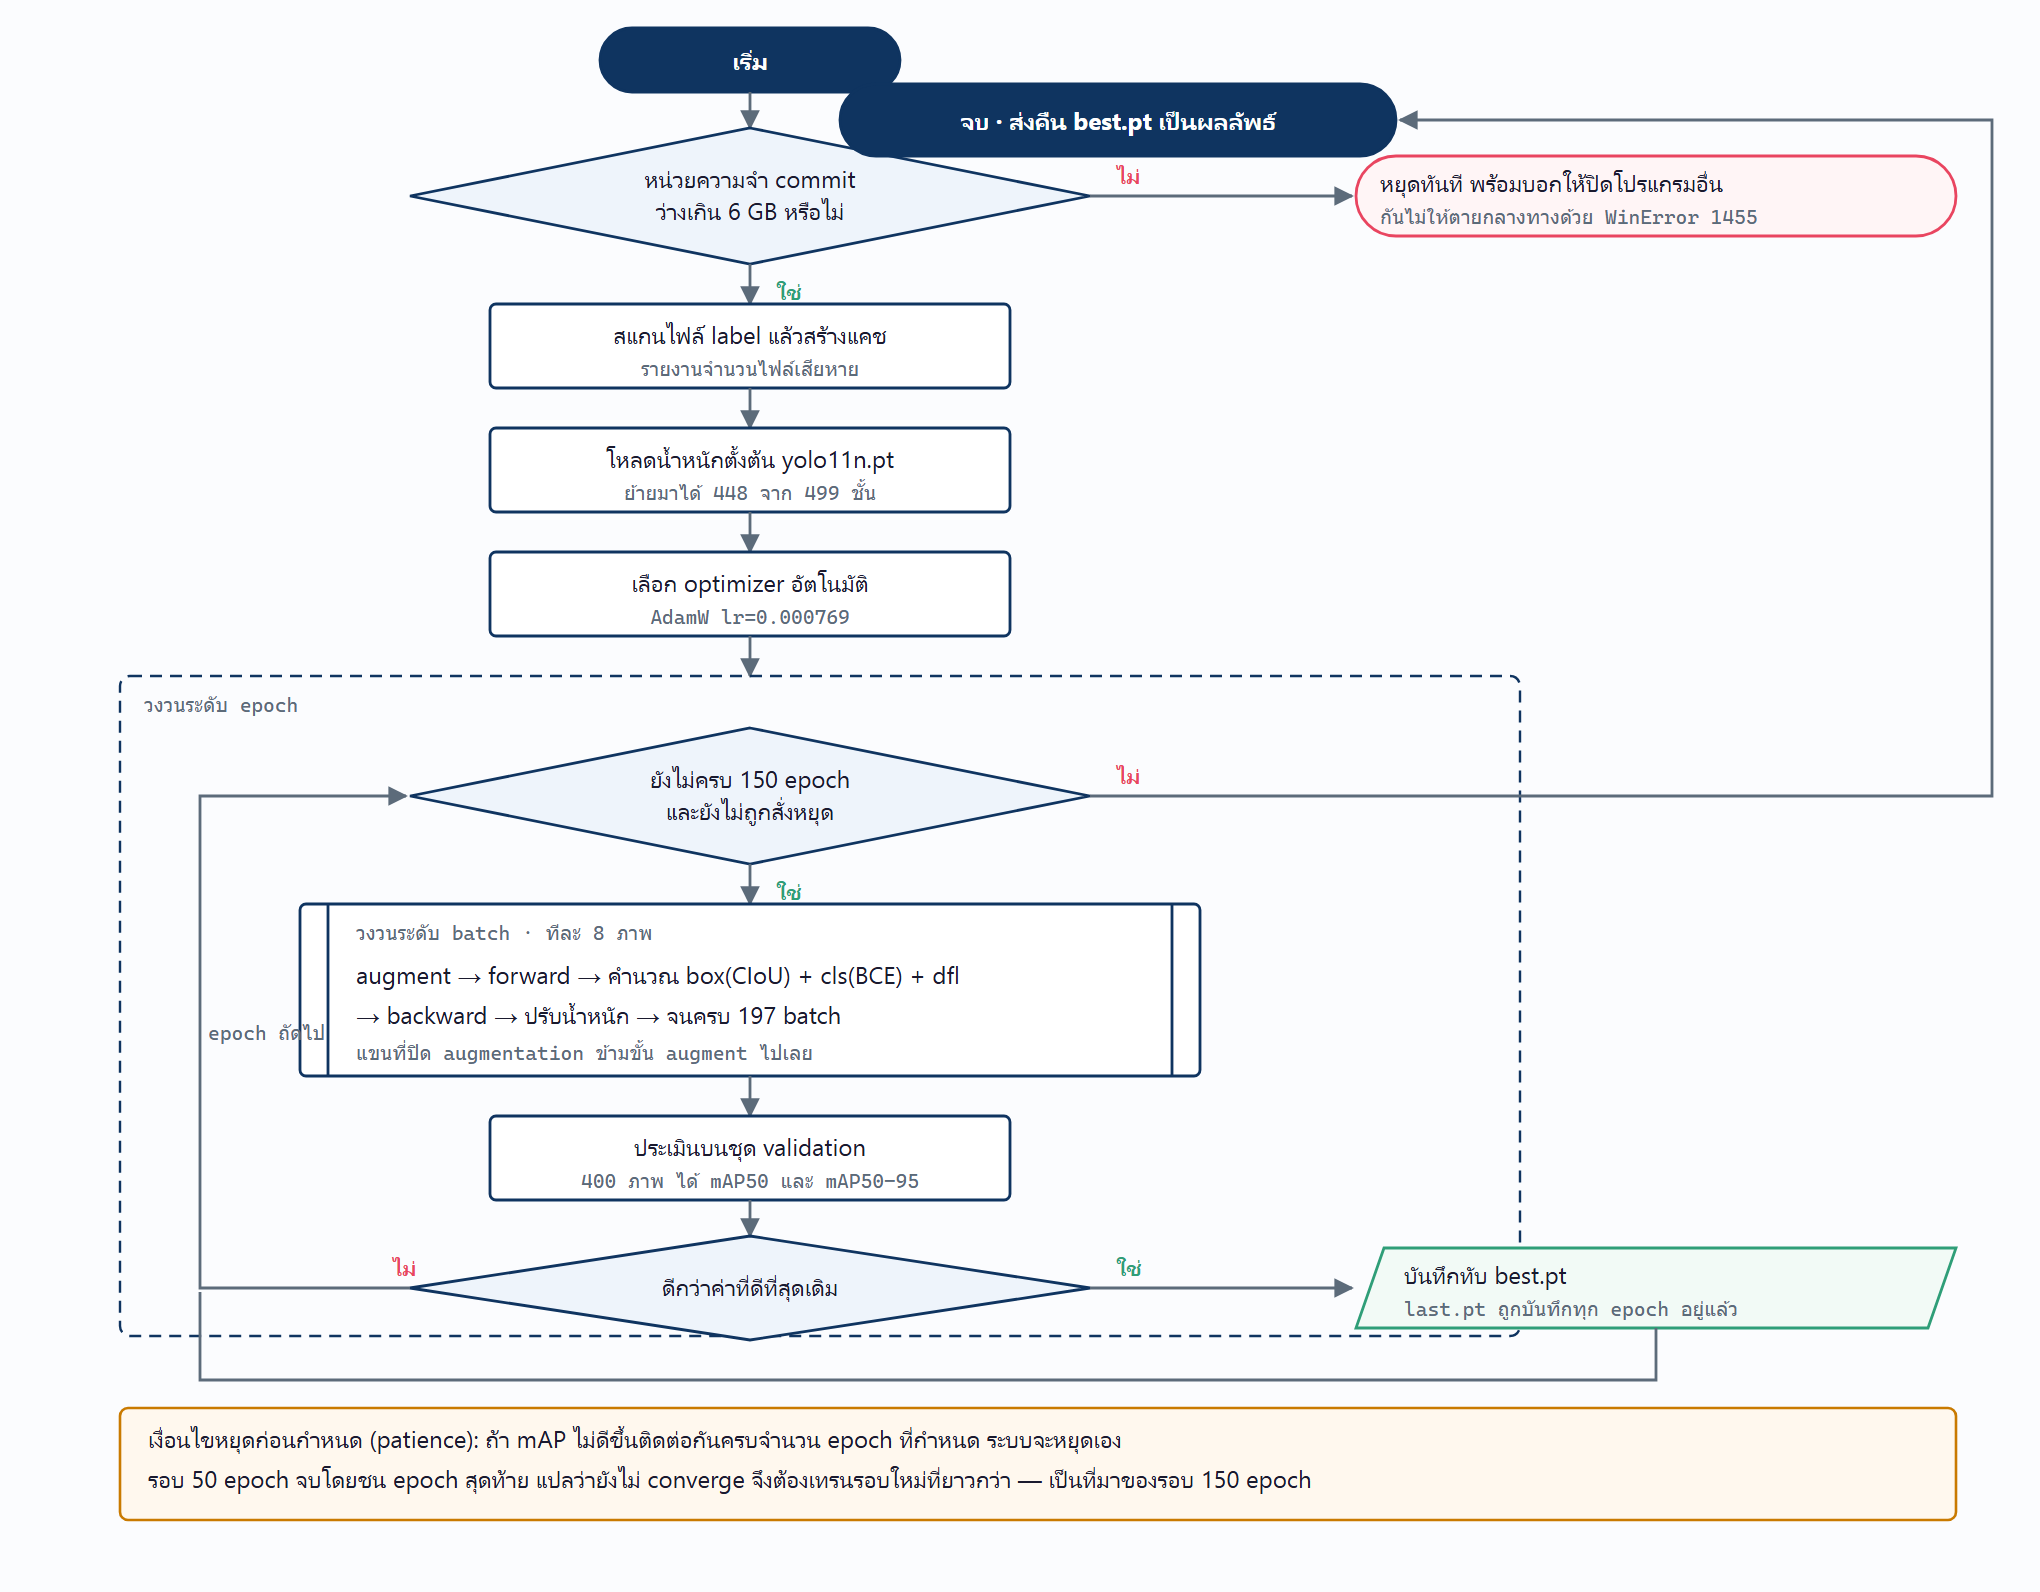 เริ่ม
จบ · ส่งคืน best.pt เป็นผลลัพธ์
หน่วยความจำ commit
ว่างเกิน 6 GB หรือไม่
ไม่
หยุดทันที พร้อมบอกให้ปิดโปรแกรมอื่น
กันไม่ให้ตายกลางทางด้วย WinError 1455
ใช่
สแกนไฟล์ label แล้วสร้างแคช
รายงานจำนวนไฟล์เสียหาย
โหลดน้ำหนักตั้งต้น yolo11n.pt
ย้ายมาได้ 448 จาก 499 ชั้น
เลือก optimizer อัตโนมัติ
AdamW lr=0.000769
วงวนระดับ epoch
ยังไม่ครบ 150 epoch
และยังไม่ถูกสั่งหยุด
ไม่
ใช่
วงวนระดับ batch · ทีละ 8 ภาพ
augment → forward → คำนวณ box(CIoU) + cls(BCE) + dfl
→ backward → ปรับน้ำหนัก → จนครบ 197 batch
epoch ถัดไป
แขนที่ปิด augmentation ข้ามขั้น augment ไปเลย
ประเมินบนชุด validation
400 ภาพ ได้ mAP50 และ mAP50-95
ไม่
ดีกว่าค่าที่ดีที่สุดเดิม
ใช่
บันทึกทับ best.pt
last.pt ถูกบันทึกทุก epoch อยู่แล้ว
เงื่อนไขหยุดก่อนกำหนด (patience): ถ้า mAP ไม่ดีขึ้นติดต่อกันครบจำนวน epoch ที่กำหนด ระบบจะหยุดเอง
รอบ 50 epoch จบโดยชน epoch สุดท้าย แปลว่ายังไม่ converge จึงต้องเทรนรอบใหม่ที่ยาวกว่า — เป็นที่มาของรอบ 150 epoch